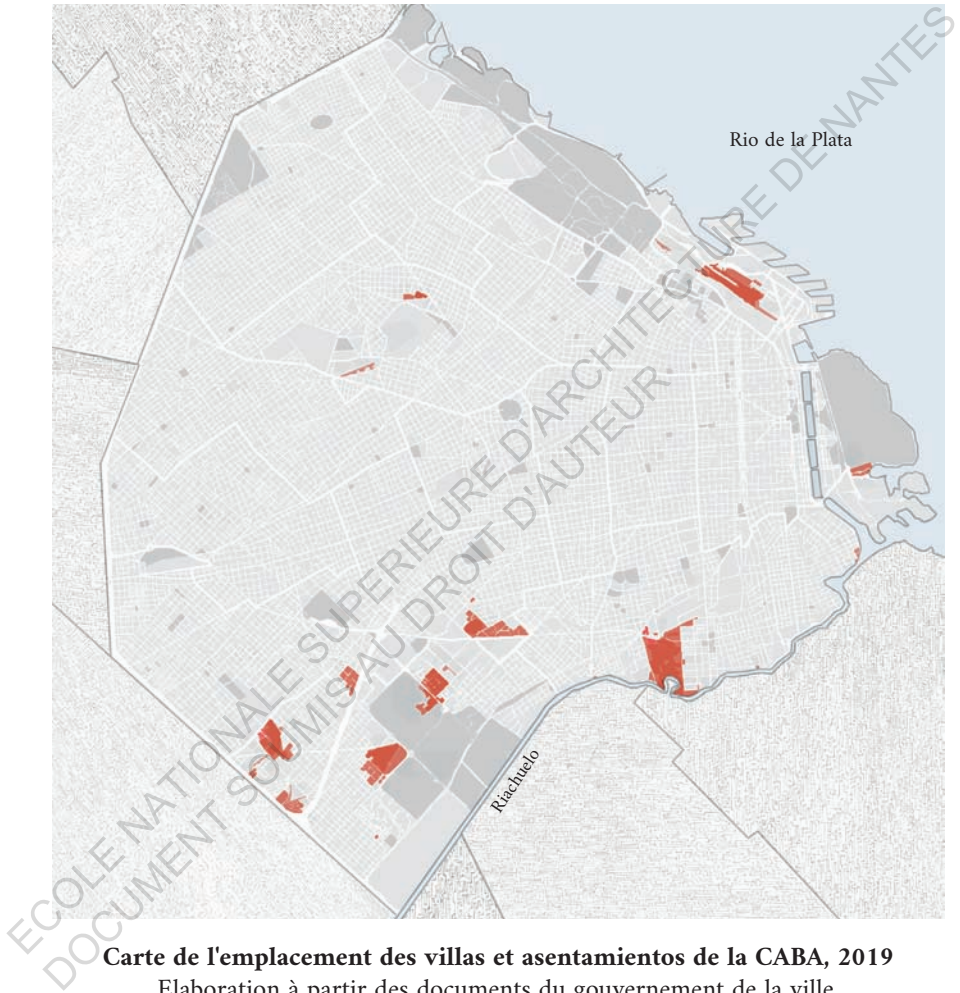 Rio de la Plata
Riachuelo
ECOLE NATIONALE SUPERIEURE D'ARCHITECTURE DE NANTES
DOCUMENT SOUMIS AU DROIT D'AUTEUR
Carte de l'emplacement des villas et asentamientos de la CABA, 2019
Elaboration à partir des documents du gouvernement de la ville